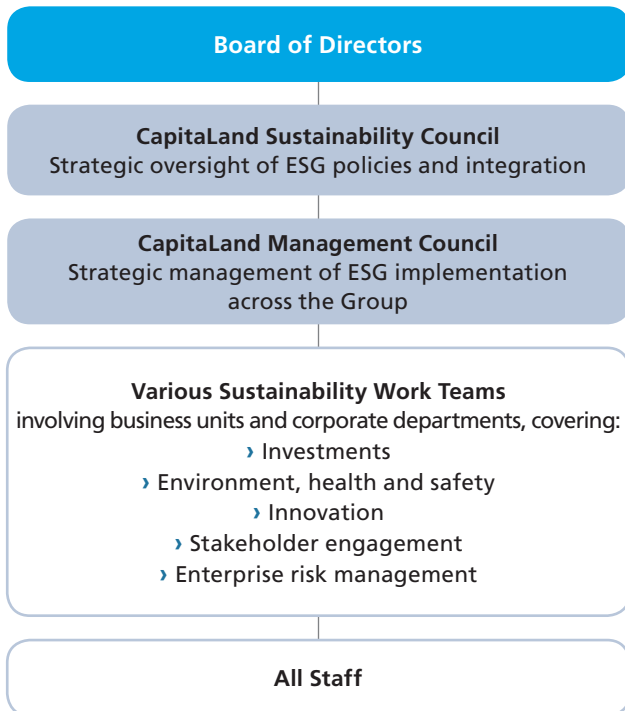 Board of Directors
CapitaLand Sustainability Council
Strategic oversight of ESG policies and integration
CapitaLand Management Council
Strategic management of ESG implementation
across the Group
Various Sustainability Work Teams
involving business units and corporate departments, covering:
› Investments
› Environment, health and safety
› Innovation
› Stakeholder engagement
› Enterprise risk management
All Staff